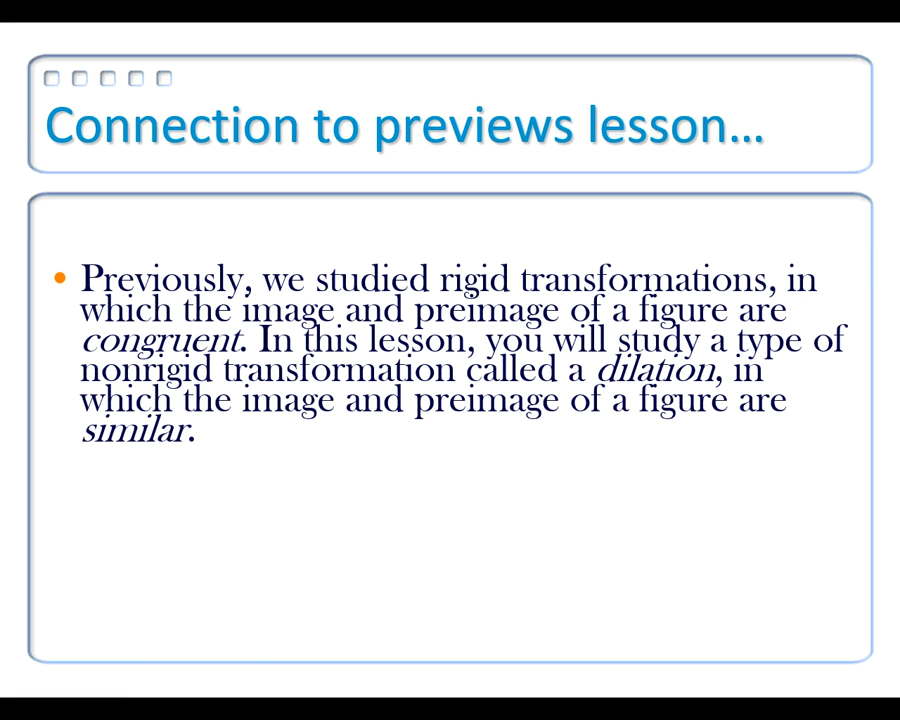 Connection to previews lesson...
• Previously, we studied rigid transformations, in
which the image and preimage of a figure are
congruent. In this lesson, you will study a type of
nonrigid transformation called a dilation, in
which the image and preimage of a figure are
similar.